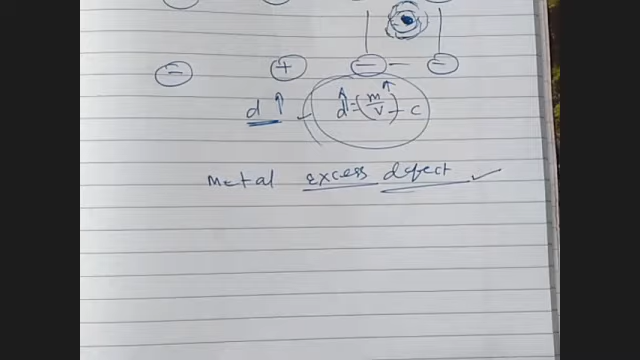 − + − −
d ↑ − d↑ = (m↑/V) − C
Metal excess defect ✓